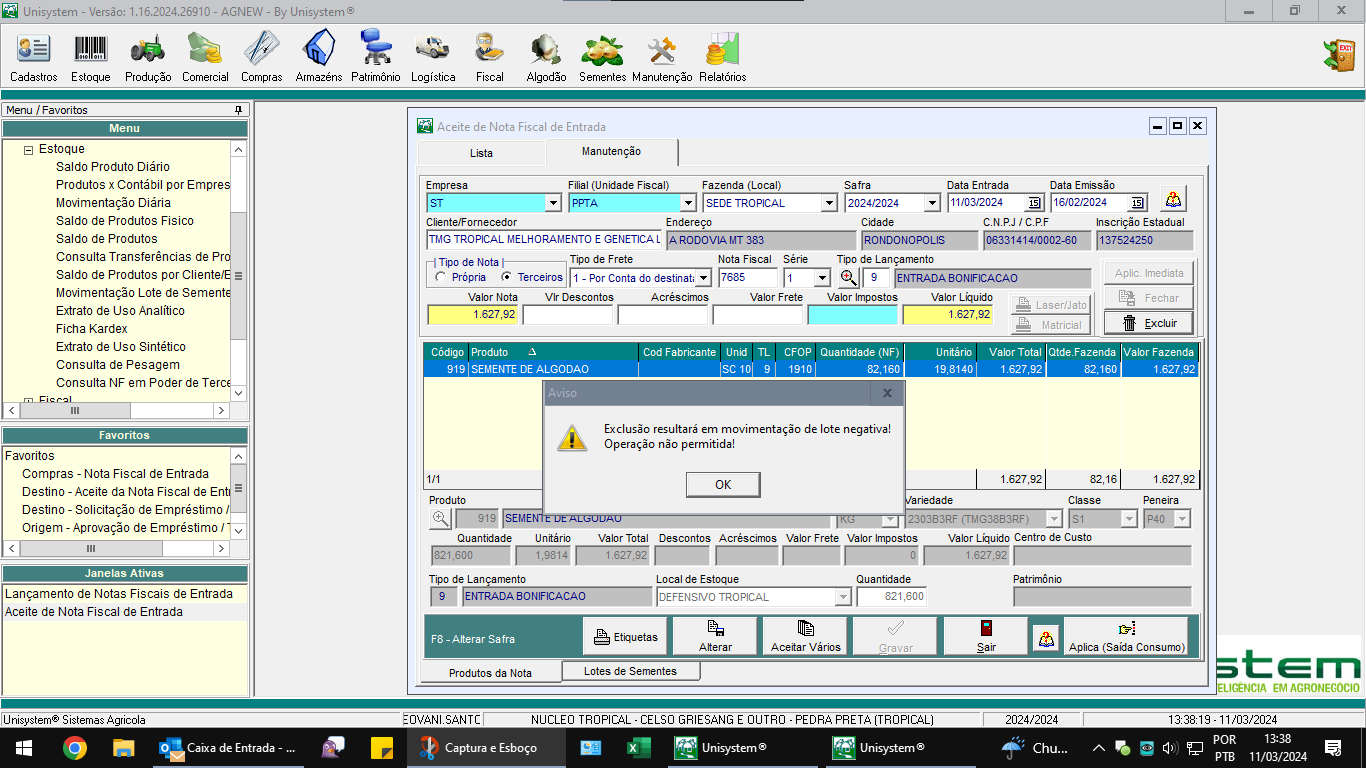 Unisystem - Versão: 1.16.2024.26910 - AGNEW - By Unisystem®
Cadastros Estoque Produção Comercial Compras Armazéns Patrimônio Logística Fiscal Algodão Sementes Manutenção Relatórios
EXIT
Menu / Favoritos
Menu
Estoque
Saldo Produto Diário
Produtos x Contábil por Empres
Movimentação Diária
Saldo de Produtos Fisico
Saldo de Produtos
Consulta Transferências de Pro
Saldo de Produtos por Cliente/E
Movimentação Lote de Semente
Extrato de Uso Analítico
Ficha Kardex
Extrato de Uso Sintético
Consulta de Pesagem
Consulta NF em Poder de Terce
Fiscal
Favoritos
Favoritos
Compras - Nota Fiscal de Entrada
Destino - Aceite da Nota Fiscal de Ent
Destino - Solicitação de Empréstimo /
Origem - Aprovação de Empréstimo / T
Janelas Ativas
Lançamento de Notas Fiscais de Entrada
Aceite de Nota Fiscal de Entrada
Aceite de Nota Fiscal de Entrada
Lista Manutenção
Empresa Filial (Unidade Fiscal) Fazenda (Local) Safra Data Entrada Data Emissão
ST PPTA SEDE TROPICAL 2024/2024 11/03/2024 15 16/02/2024 15
Cliente/Fornecedor Endereço Cidade C.N.P.J / C.P.F Inscrição Estadual
TMG TROPICAL MELHORAMENTO E GENETICA L A RODOVIA MT 383 RONDONOPOLIS 06331414/0002-60 137524250
Tipo de Nota Tipo de Frete Nota Fiscal Série Tipo de Lançamento
Própria Terceiros 1 - Por Conta do destinata 7685 1 9 ENTRADA BONIFICACAO Aplic. Imediata
Valor Nota Vlr Descontos Acréscimos Valor Frete Valor Impostos Valor Líquido Laser/Jato Fechar
1.627,92 1.627,92 Matricial Excluir
Código Produto Cod Fabricante Unid TL CFOP Quantidade (NF) Unitário Valor Total Qtde.Fazenda Valor Fazenda
919 SEMENTE DE ALGODAO SC 10 9 1910 82,160 19,8140 1.627,92 82,160 1.627,92
Aviso
Exclusão resultará em movimentação de lote negativa!
Operação não permitida!
OK
1/1 1.627,92 82,16 1.627,92
Produto Variedade Classe Peneira
919 SEMENTE DE ALGODAO KG 2303B3RF (TMG38B3RF) S1 P40
Quantidade Unitário Valor Total Descontos Acréscimos Valor Frete Valor Impostos Valor Líquido Centro de Custo
821,600 1,9814 1.627,92 0 1.627,92
Tipo de Lançamento Local de Estoque Quantidade Patrimônio
9 ENTRADA BONIFICACAO DEFENSIVO TROPICAL 821,600
F8 - Alterar Safra Etiquetas Alterar Aceitar Vários Gravar Sair Aplica (Saída Consumo)
Produtos da Nota Lotes de Sementes
stem
ELIGÊNCIA EM AGRONEGÓCIO
Unisystem® Sistemas Agricola EOVANI.SANTC NUCLEO TROPICAL - CELSO GRIESANG E OUTRO - PEDRA PRETA (TROPICAL) 2024/2024 13:38:19 - 11/03/2024
Caixa de Entrada - ... Captura e Esboço Unisystem® Unisystem® Chu... POR 13:38
PTB 11/03/2024